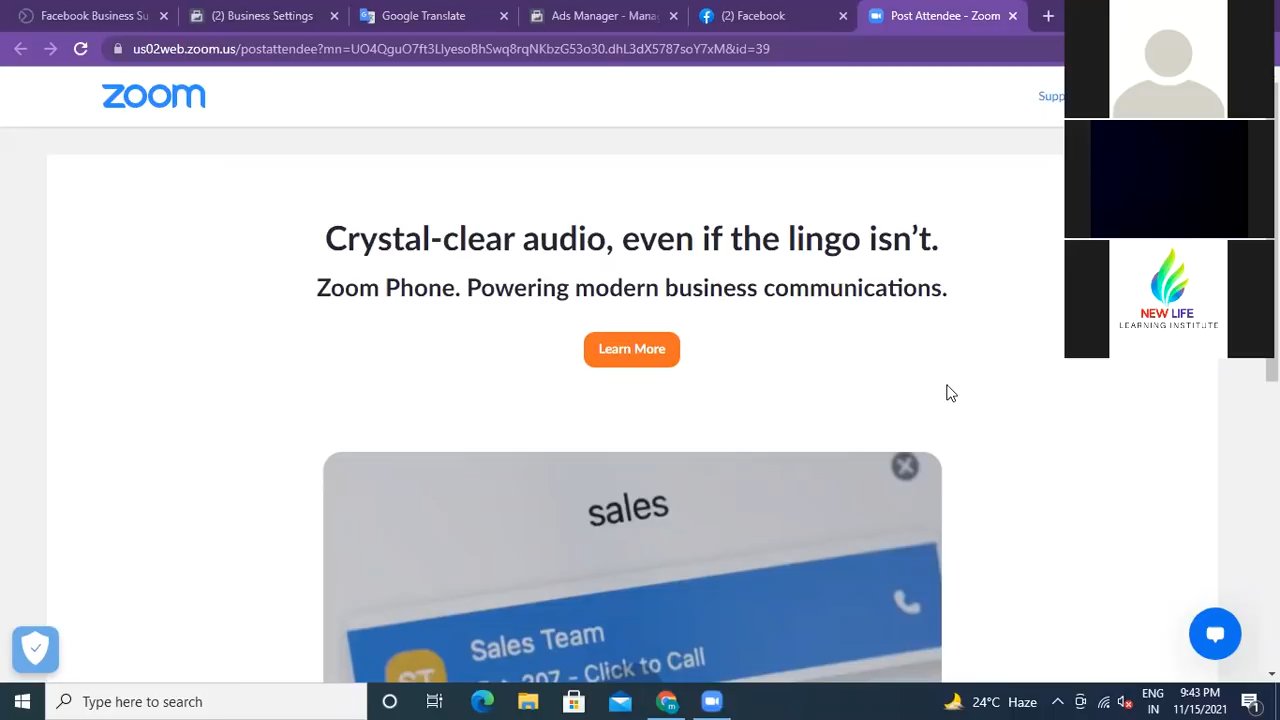 Facebook Business Su
(2) Business Settings
Google Translate
Ads Manager - Mana
(2) Facebook
Post Attendee - Zoom
us02web.zoom.us/postattendee?mn=UO4QguO7ft3LlyesoBhSwq8rqNKbzG53o30.dhL3dX5787soY7xM&id=39
zoom
Supp
Crystal-clear audio, even if the lingo isn’t.
Zoom Phone. Powering modern business communications.
Learn More
NEW LIFE
LEARNING INSTITUTE
sales
Sales Team
207 - Click to Call
ST
Type here to search
24°C Haze
ENG
IN
9:43 PM
11/15/2021
1